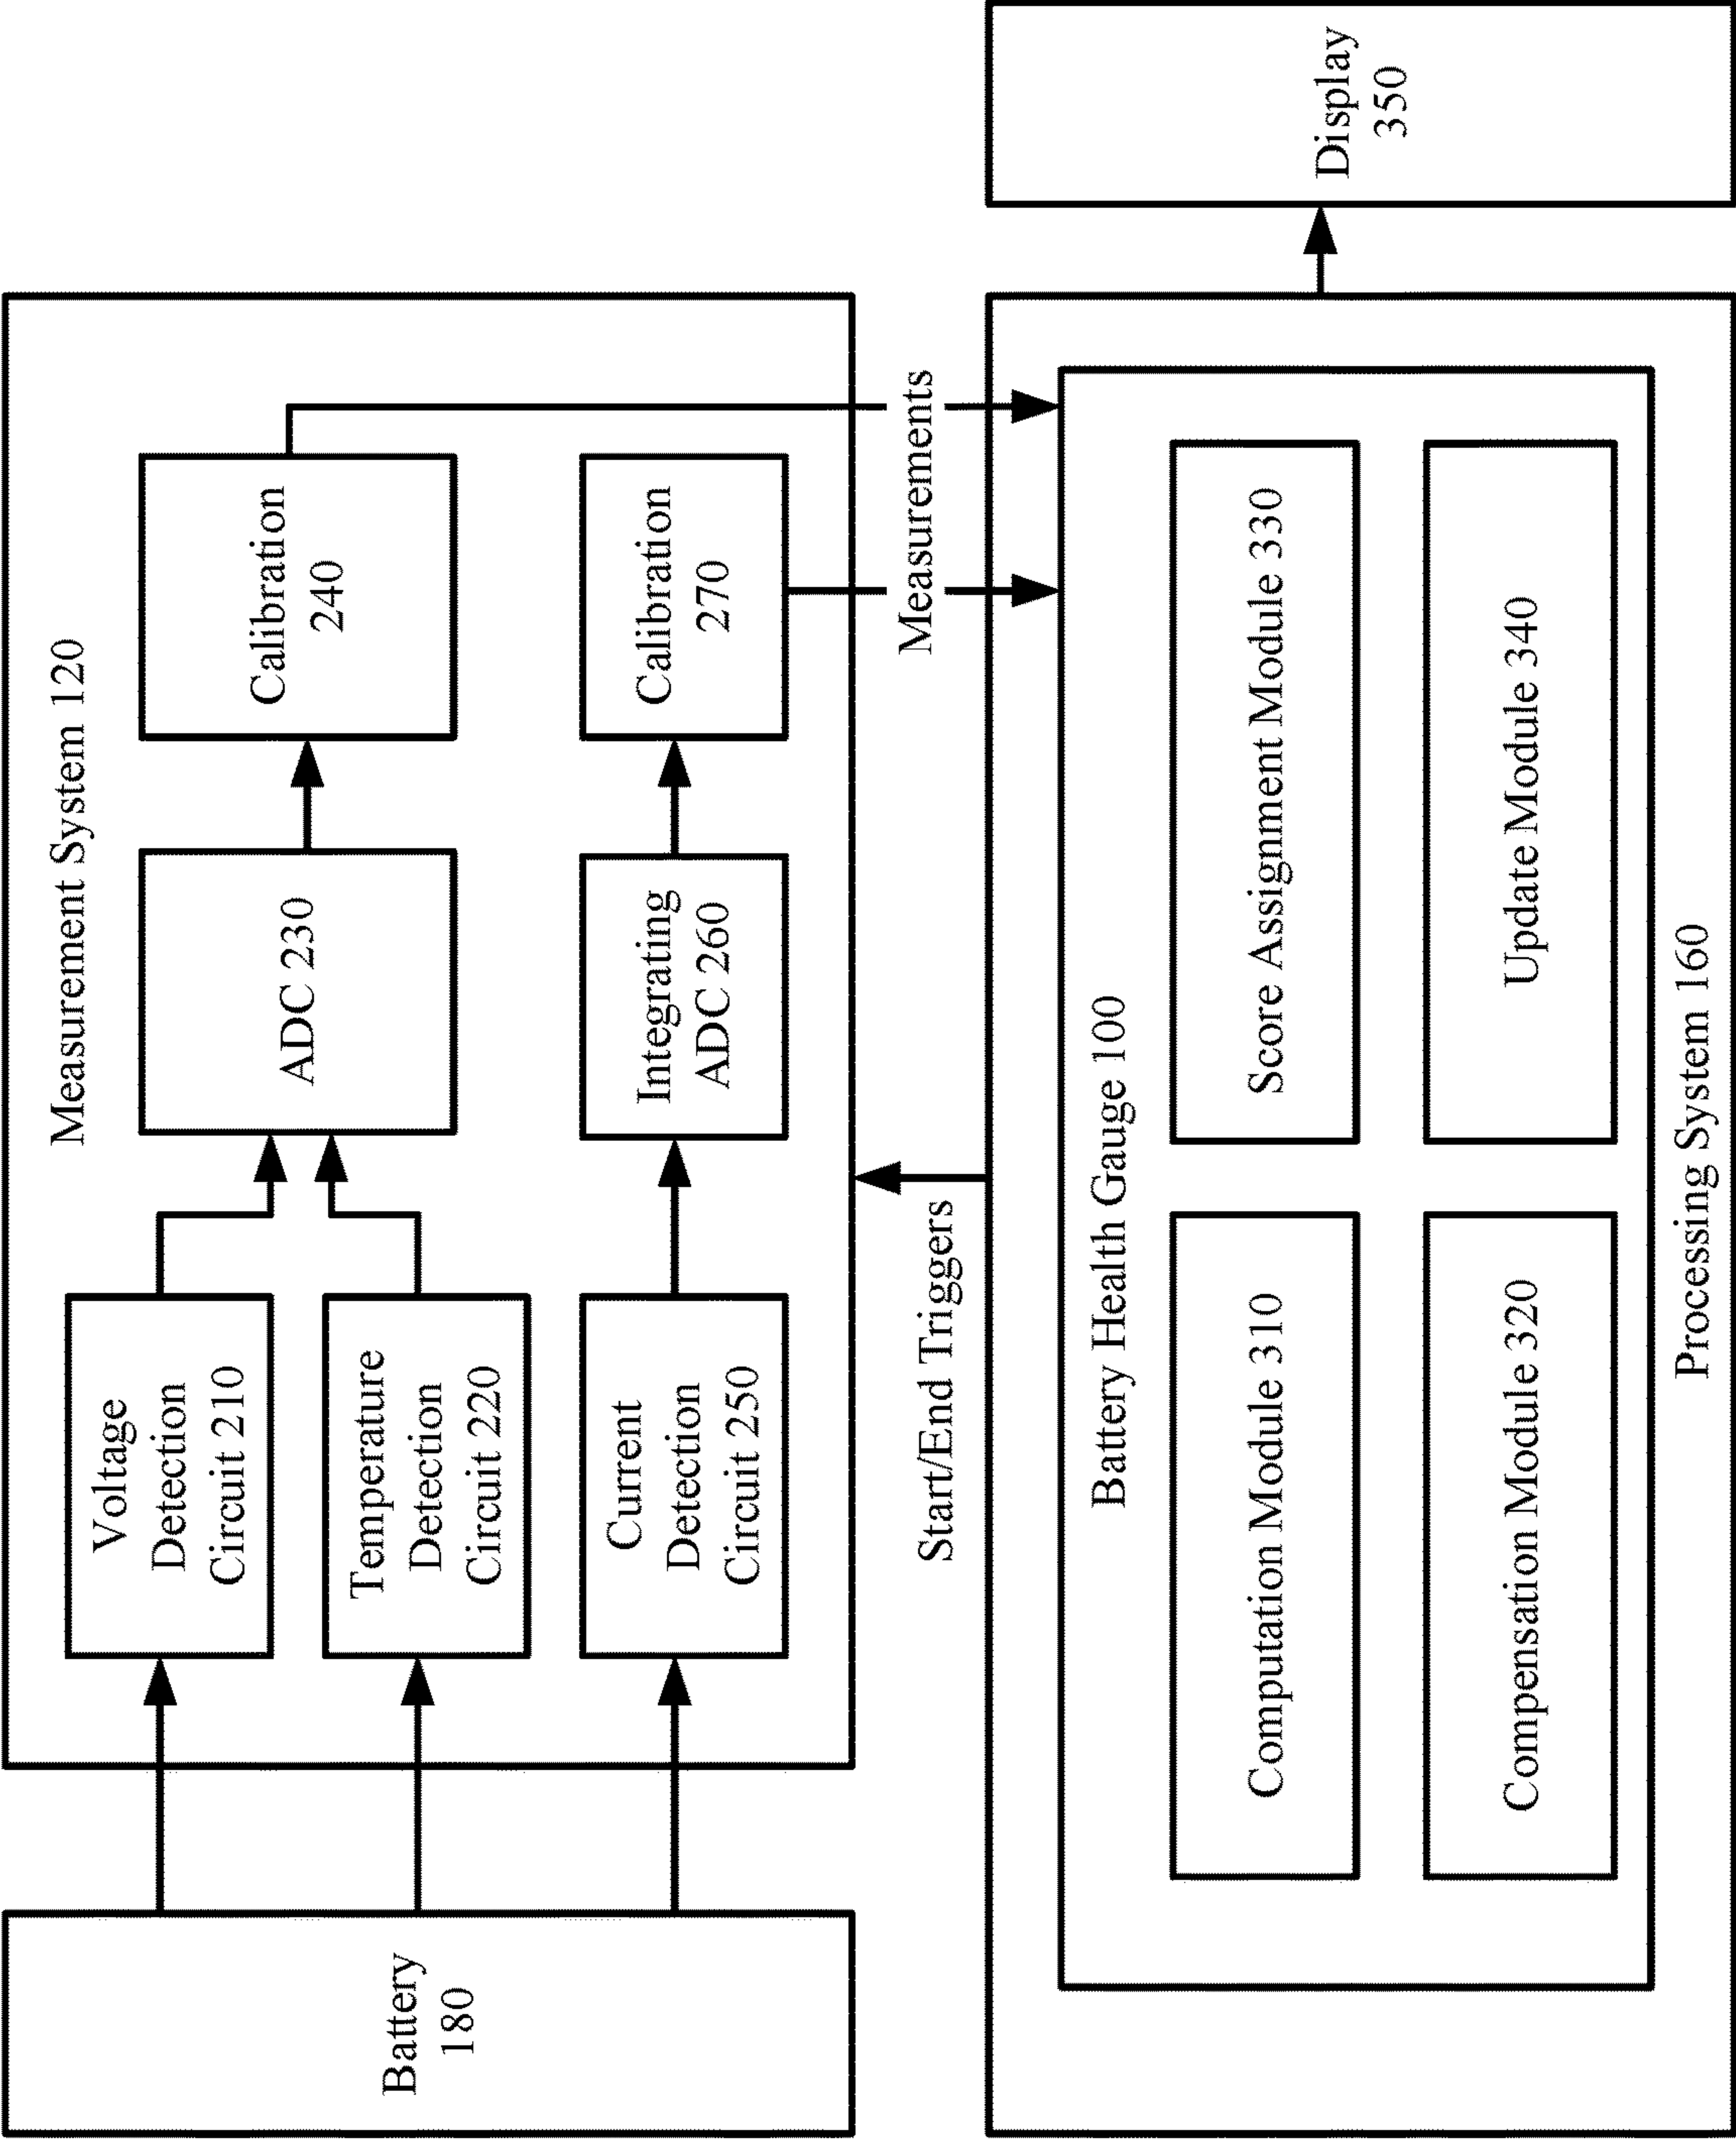 Measurement System 120
Battery
180
Voltage
Detection
Circuit 210
Temperature
Detection
Circuit 220
Current
Detection
Circuit 250
ADC 230
Integrating
ADC 260
Calibration
240
Calibration
270
Start/End Triggers
Measurements
Battery Health Gauge 100
Computation Module 310
Score Assignment Module 330
Compensation Module 320
Update Module 340
Processing System 160
Display
350